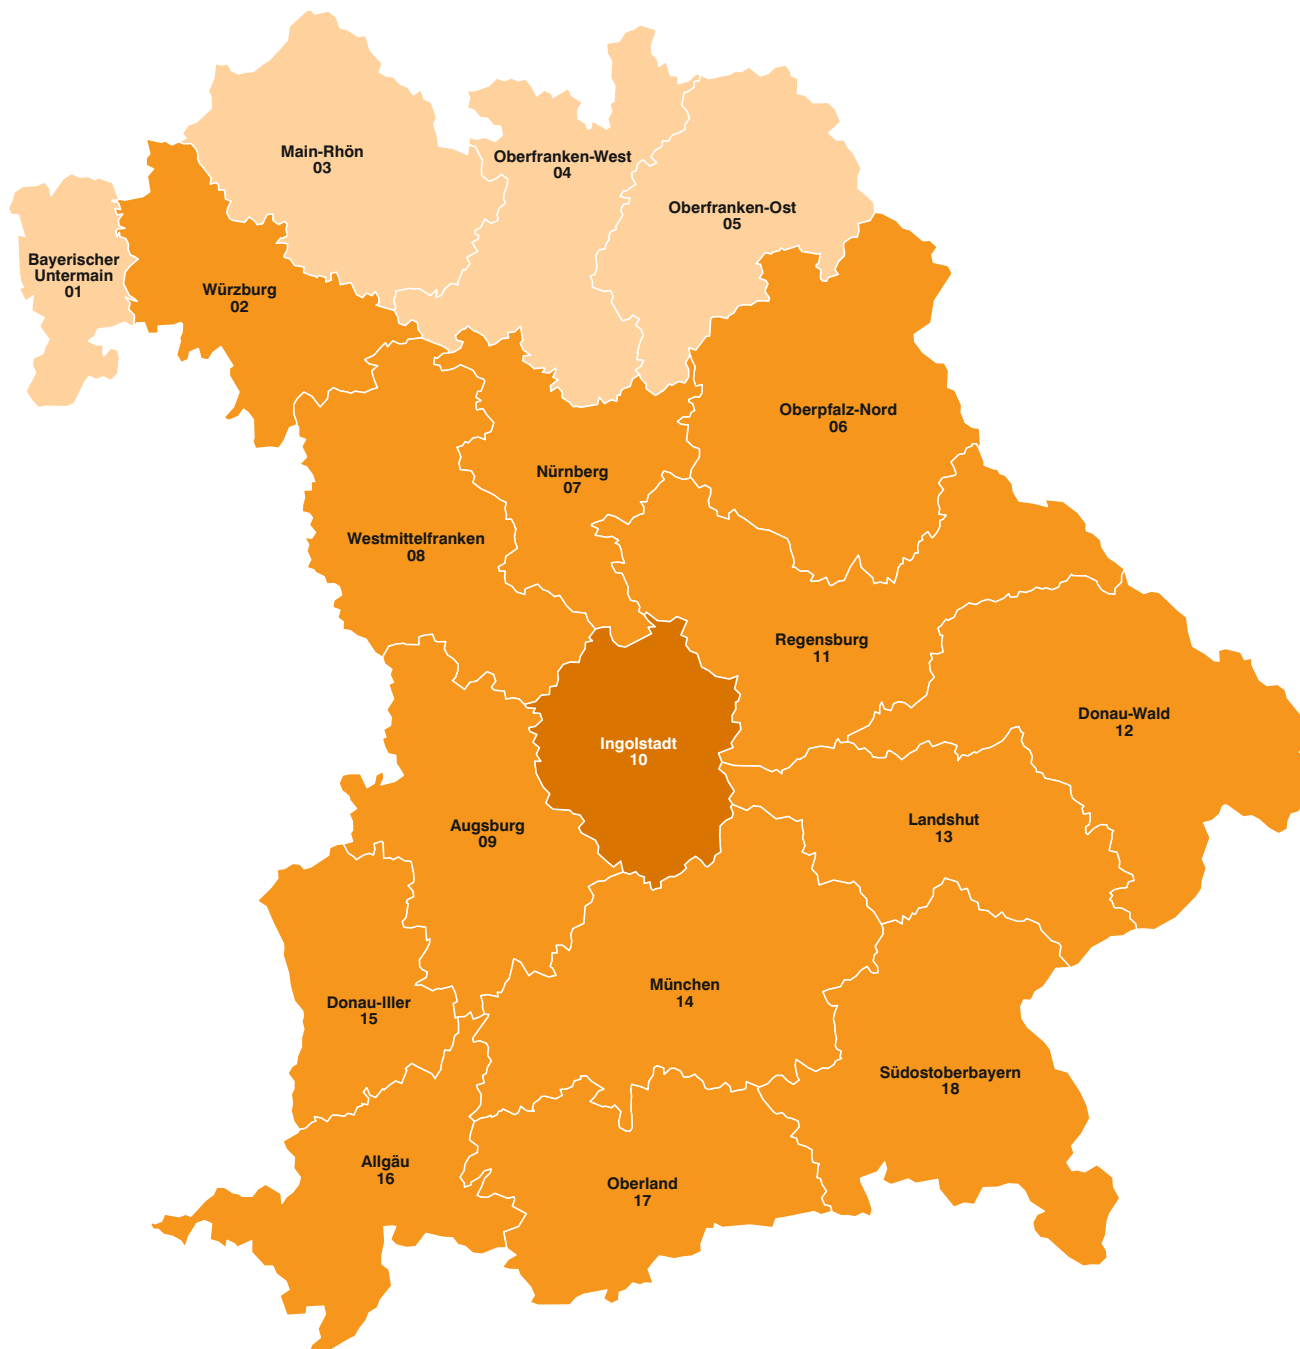 Main-Rhön
03
Oberfranken-West
04
Oberfranken-Ost
05
Bayerischer
Untermain
01
Würzburg
02
Oberpfalz-Nord
06
Nürnberg
07
Westmittelfranken
08
Regensburg
11
Donau-Wald
12
Ingolstadt
10
Augsburg
09
Landshut
13
München
14
Donau-Iller
15
Südostoberbayern
18
Allgäu
16
Oberland
17